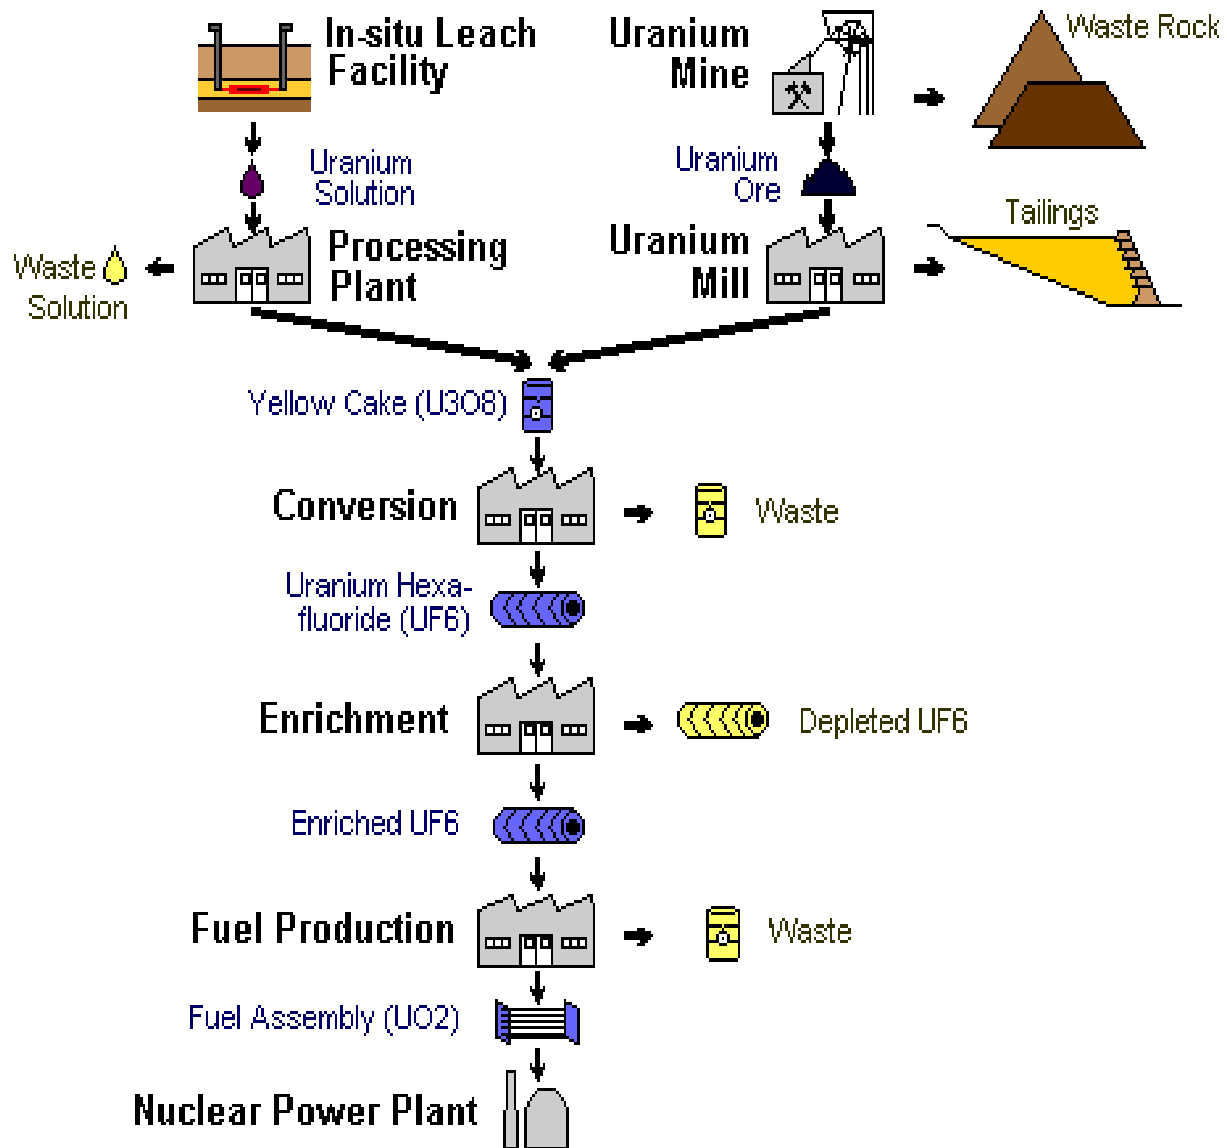 In-situ Leach
Facility
Uranium
Mine
Waste Rock
Uranium
Solution
Uranium
Ore
Tailings
Processing
Plant
Uranium
Mill
Waste
Solution
Yellow Cake (U3O8)
Conversion
Waste
Uranium Hexa-
fluoride (UF6)
Enrichment
Depleted UF6
Enriched UF6
Fuel Production
Waste
Fuel Assembly (UO2)
Nuclear Power Plant